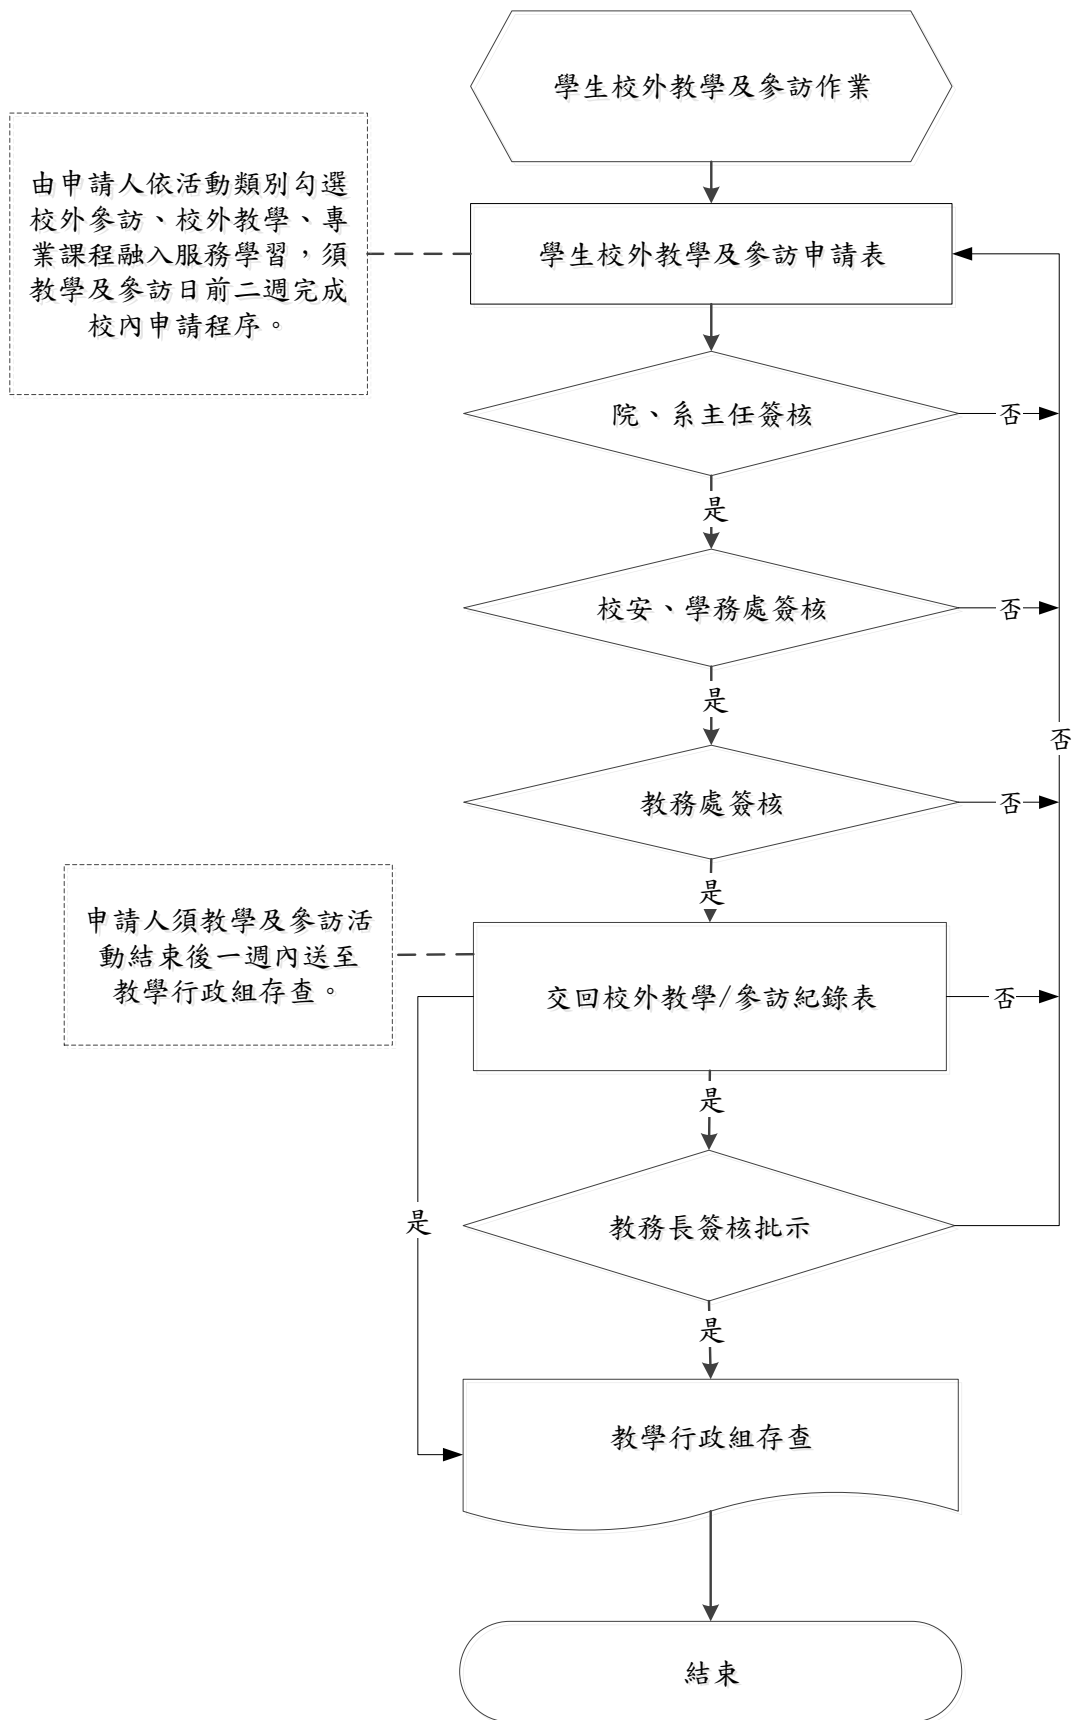 學生校外教學及參訪作業
由申請人依活動類別勾選
校外參訪、校外教學、專
業課程融入服務學習，須
教學及參訪日前二週完成
校內申請程序。
學生校外教學及參訪申請表
院、系主任簽核
否
是
校安、學務處簽核
否
是
否
教務處簽核
否
是
申請人須教學及參訪活
動結束後一週內送至
教學行政組存查。
交回校外教學/參訪紀錄表
否
是
是
教務長簽核批示
是
教學行政組存查
結束